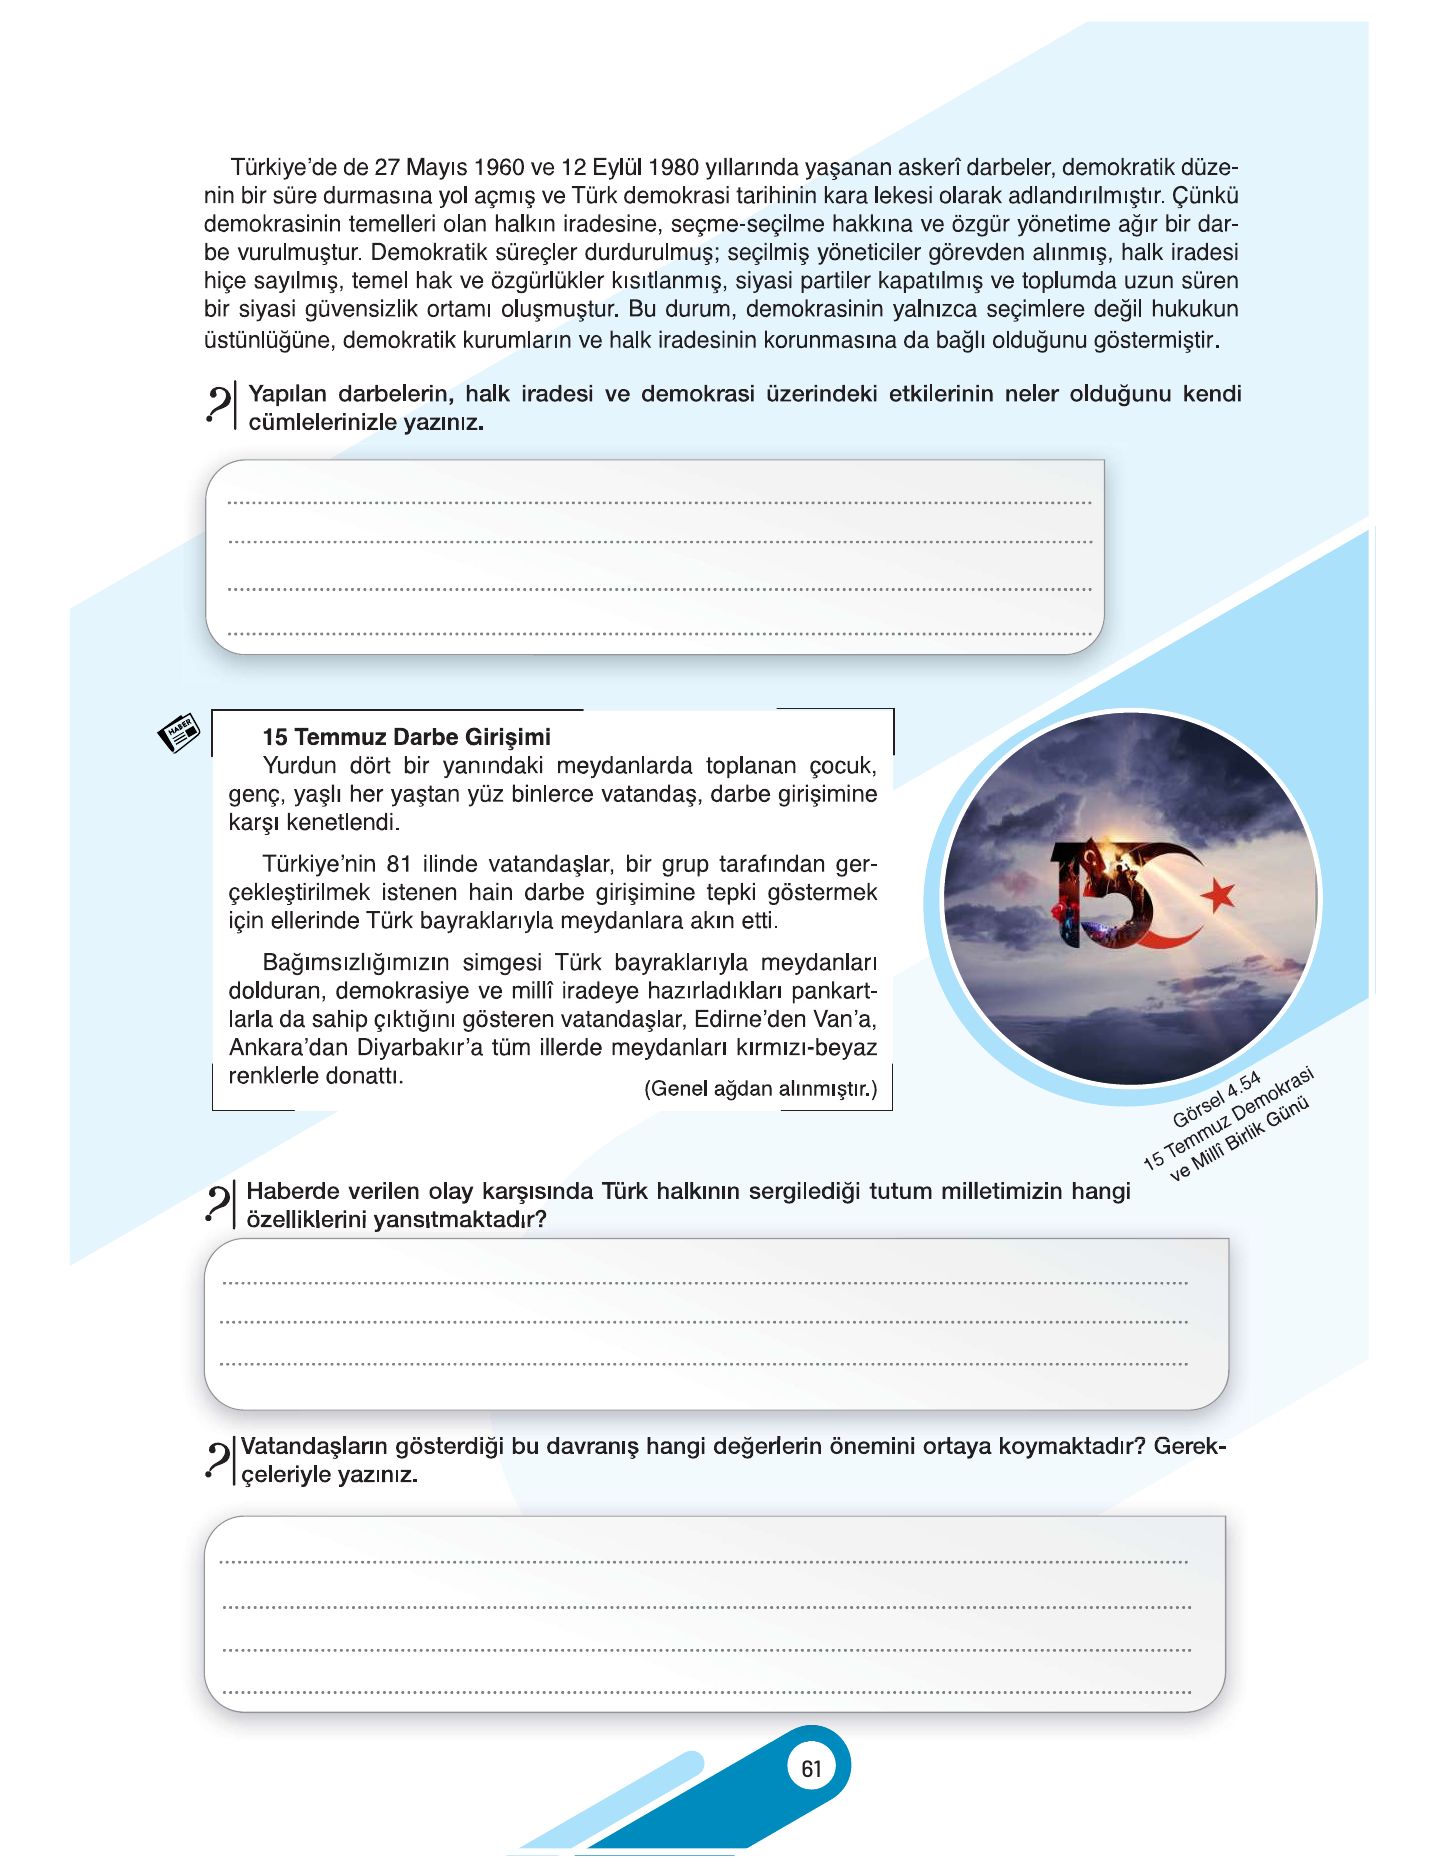 Türkiye’de de 27 Mayıs 1960 ve 12 Eylül 1980 yıllarında yaşanan askerî darbeler, demokratik düze-
nin bir süre durmasına yol açmış ve Türk demokrasi tarihinin kara lekesi olarak adlandırılmıştır. Çünkü
demokrasinin temelleri olan halkın iradesine, seçme-seçilme hakkına ve özgür yönetime ağır bir dar-
be vurulmuştur. Demokratik süreçler durdurulmuş; seçilmiş yöneticiler görevden alınmış, halk iradesi
hiçe sayılmış, temel hak ve özgürlükler kısıtlanmış, siyasi partiler kapatılmış ve toplumda uzun süren
bir siyasi güvensizlik ortamı oluşmuştur. Bu durum, demokrasinin yalnızca seçimlere değil hukukun
üstünlüğüne, demokratik kurumların ve halk iradesinin korunmasına da bağlı olduğunu göstermiştir.
? Yapılan darbelerin, halk iradesi ve demokrasi üzerindeki etkilerinin neler olduğunu kendi
cümlelerinizle yazınız.
HABER
15 Temmuz Darbe Girişimi
Yurdun dört bir yanındaki meydanlarda toplanan çocuk,
genç, yaşlı her yaştan yüz binlerce vatandaş, darbe girişimine
karşı kenetlendi.
Türkiye’nin 81 ilinde vatandaşlar, bir grup tarafından ger-
çekleştirilmek istenen hain darbe girişimine tepki göstermek
için ellerinde Türk bayraklarıyla meydanlara akın etti.
Bağımsızlığımızın simgesi Türk bayraklarıyla meydanları
dolduran, demokrasiye ve millî iradeye hazırladıkları pankart-
larla da sahip çıktığını gösteren vatandaşlar, Edirne’den Van’a,
Ankara’dan Diyarbakır’a tüm illerde meydanları kırmızı-beyaz
renklerle donattı.
(Genel ağdan alınmıştır.)
15
Görsel 4.54
15 Temmuz Demokrasi
ve Millî Birlik Günü
? Haberde verilen olay karşısında Türk halkının sergilediği tutum milletimizin hangi
özelliklerini yansıtmaktadır?
? Vatandaşların gösterdiği bu davranış hangi değerlerin önemini ortaya koymaktadır? Gerek-
çeleriyle yazınız.
61